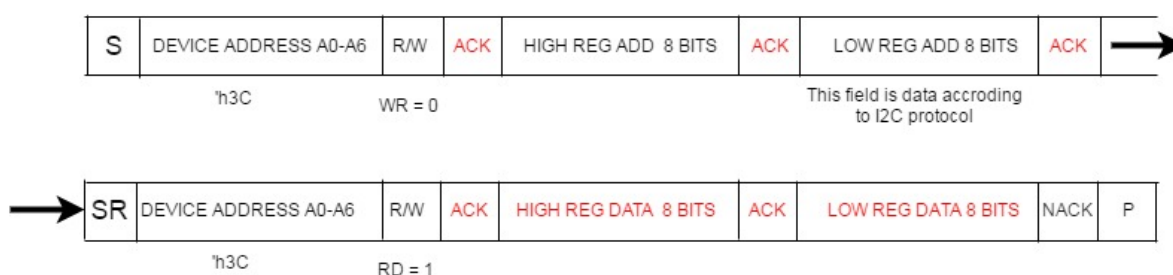 S DEVICE ADDRESS A0-A6 R/W ACK HIGH REG ADD 8 BITS ACK LOW REG ADD 8 BITS ACK
'h3C WR = 0 This field is data accroding
to I2C protocol
SR DEVICE ADDRESS A0-A6 R/W ACK HIGH REG DATA 8 BITS ACK LOW REG DATA 8 BITS NACK P
'h3C RD = 1